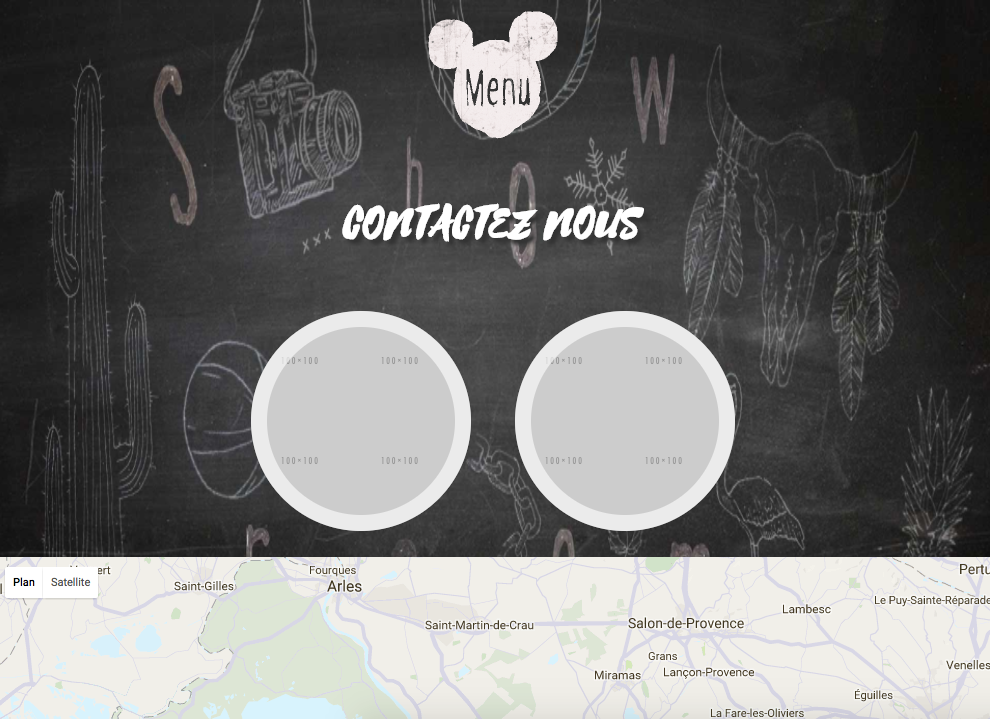 Menu
S
W
h
g
xxx
CONTACTEZ NOUS
100×100
100×100
100×100
100×100
100×100
100×100
100×100
r
m
Plan
Satellite
Fourques
Pertu
Saint-Gilles
Arles
Le Puy-Sainte-Réparade
Lambesc
Saint-Martin-de-Crau
Salon-de-Provence
Grans
Venelles
Miramas
Lançon-Provence
Éguilles
La Fare-les-Oliviers